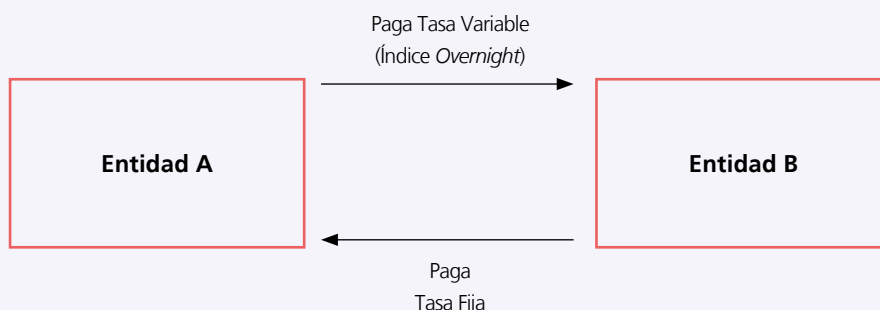 Paga Tasa Variable
(Índice Overnight)
Entidad A
Entidad B
Paga
Tasa Fija